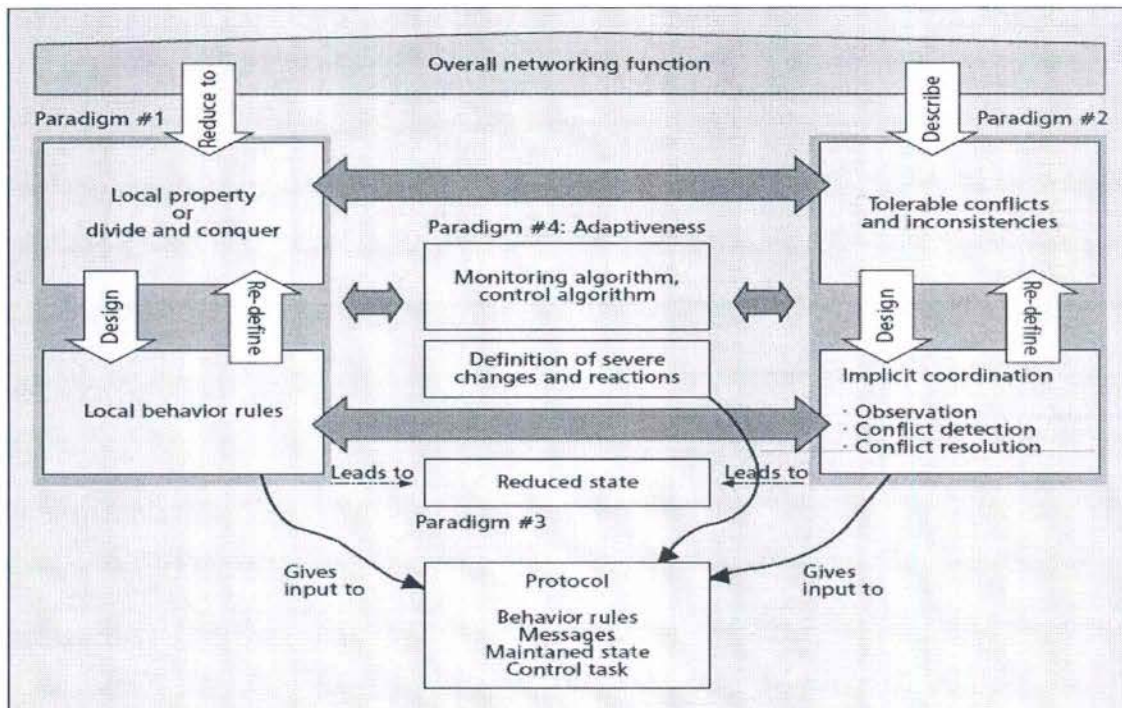 Overall networking function
Paradigm #1
Reduce to
Describe
Paradigm #2
Local property
or
divide and conquer
Tolerable conflicts
and inconsistencies
Paradigm #4: Adaptiveness
Monitoring algorithm,
control algorithm
Design
Re-define
Design
Re-define
Definition of severe
changes and reactions
Local behavior rules
Implicit coordination
· Observation
· Conflict detection
· Conflict resolution
Leads to
Reduced state
Leads to
Paradigm #3
Gives
input to
Protocol
Behavior rules
Messages
Maintaned state
Control task
Gives
input to